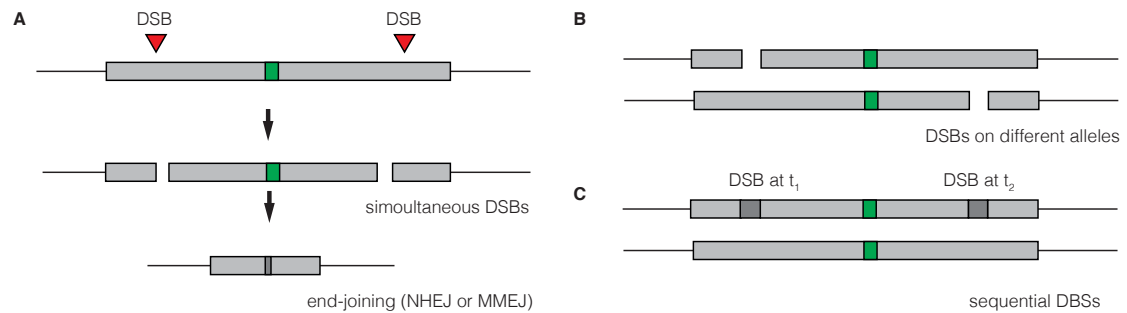 A
DSB DSB
simoultaneous DSBs
end-joining (NHEJ or MMEJ)
B
DSBs on different alleles
C
DSB at t₁ DSB at t₂
sequential DBSs